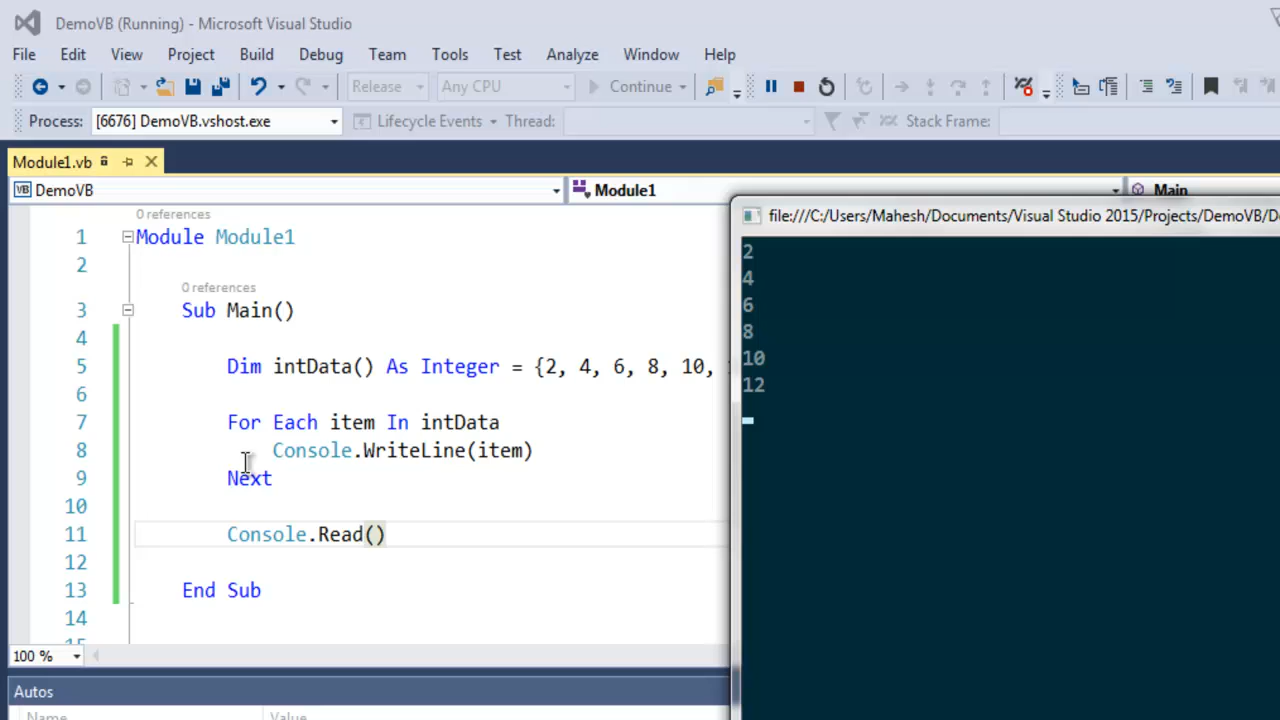 DemoVB (Running) - Microsoft Visual Studio
File Edit View Project Build Debug Team Tools Test Analyze Window Help
Release Any CPU Continue
Process: [6676] DemoVB.vshost.exe Lifecycle Events Thread: Stack Frame:
Module1.vb
VB DemoVB Module1 Main
0 references
1 Module Module1
2
0 references
3 Sub Main()
4
5 Dim intData() As Integer = {2, 4, 6, 8, 10,
6
7 For Each item In intData
8 Console.WriteLine(item)
9 Next
10
11 Console.Read()
12
13 End Sub
14
15
100 %
Autos
Name Value
file:///C:/Users/Mahesh/Documents/Visual Studio 2015/Projects/DemoVB/D
2
4
6
8
10
12